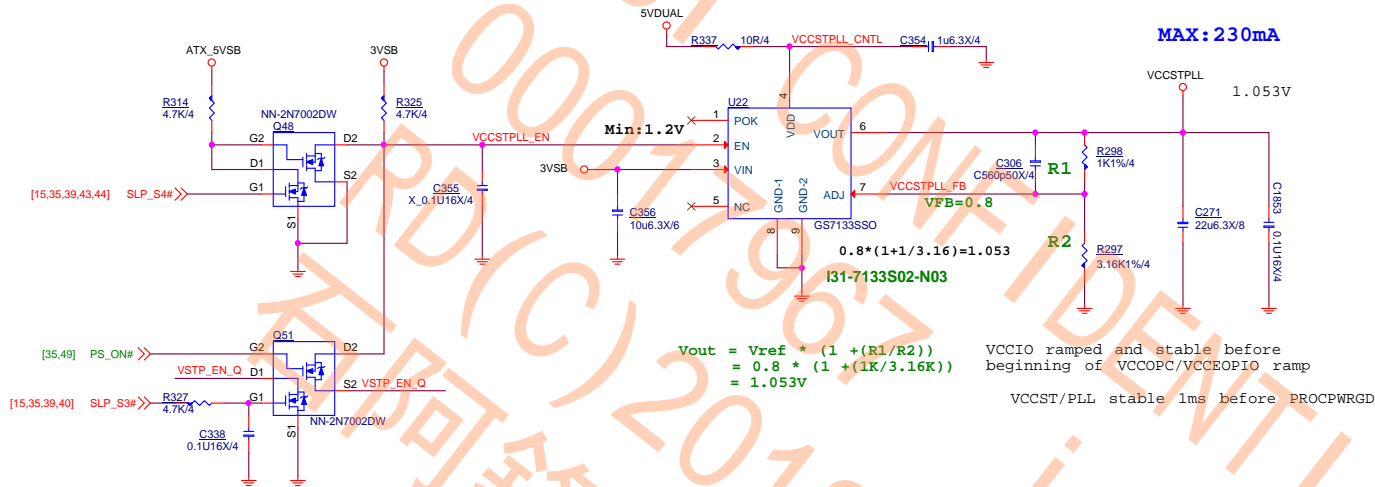 5VDUAL
MAX:230mA
R337
10R/4
VCCSTPLL_CNTL
C354
1u6.3X/4
ATX_5VSB
3VSB
VCCSTPLL
1.053V
R314
4.7K/4
R325
4.7K/4
NN-2N7002DW
Q48
G2
D2
D1
S2
G1
S1
[15,35,39,43,44] SLP_S4#
VCCSTPLL_EN
Min:1.2V
3VSB
C355
X_0.1U16X/4
C356
10u6.3X/6
U22
1
POK
2
EN
3
VIN
5
NC
4
VDD
VOUT
6
ADJ
7
GND-1
GND-2
8
9
GS7133SSO
VCCSTPLL_FB
VFB=0.8
C306
C560p50X/4
R1
R298
1K1%/4
R2
R297
3.16K1%/4
C271
22u6.3X/8
C1853
0.1U16X/4
0.8*(1+1/3.16)=1.053
I31-7133S02-N03
Q51
[35,49] PS_ON#
G2
D2
VSTP_EN_Q
D1
S2
VSTP_EN_Q
[15,35,39,40] SLP_S3#
R327
4.7K/4
G1
S1
NN-2N7002DW
C338
0.1U16X/4
Vout = Vref * (1 +(R1/R2))
= 0.8 * (1 +(1K/3.16K))
= 1.053V
VCCIO ramped and stable before
beginning of VCCOPC/VCCEOPIO ramp
VCCST/PLL stable 1ms before PROCPWRGD
00017967
CONFIDENTI
RD(C)201
石阿